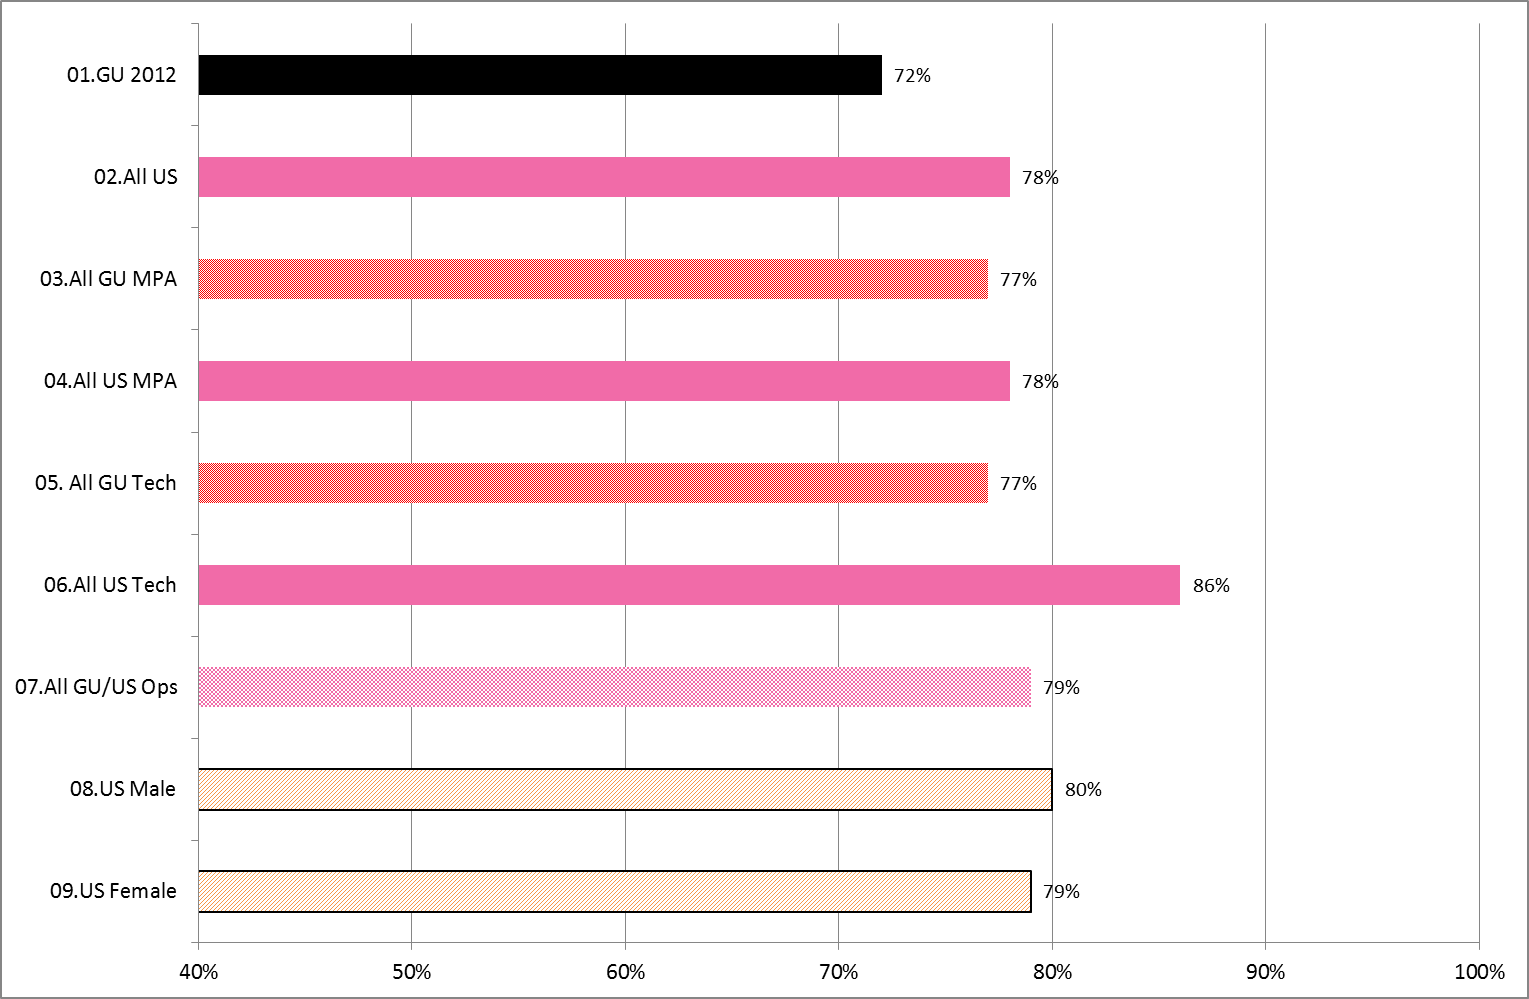 01.GU 2012
72%
02.All US
78%
03.All GU MPA
77%
04.All US MPA
78%
05. All GU Tech
77%
06.All US Tech
86%
07.All GU/US Ops
79%
08.US Male
80%
09.US Female
79%
40% 50% 60% 70% 80% 90% 100%